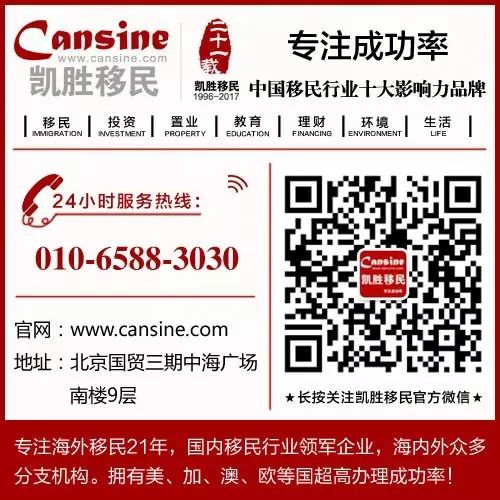 Cansine
www.cansine.com
凯胜移民
二十一载
凯胜移民
1996-2017
专注成功率
中国移民行业十大影响力品牌
移民 投资 置业 教育 理财 环境 生活
IMMIGRATION INVESTMENT PROPERTY EDUCATION FINANCING ENVIRONMENT LIFE
24小时服务热线：
010-6588-3030
官网：www.cansine.com
地址：北京国贸三期中海广场
南楼9层
Cansine
凯胜移民
★长按关注凯胜移民官方微信★
专注海外移民21年，国内移民行业领军企业，海内外众多
分支机构。拥有美、加、澳、欧等国超高办理成功率！